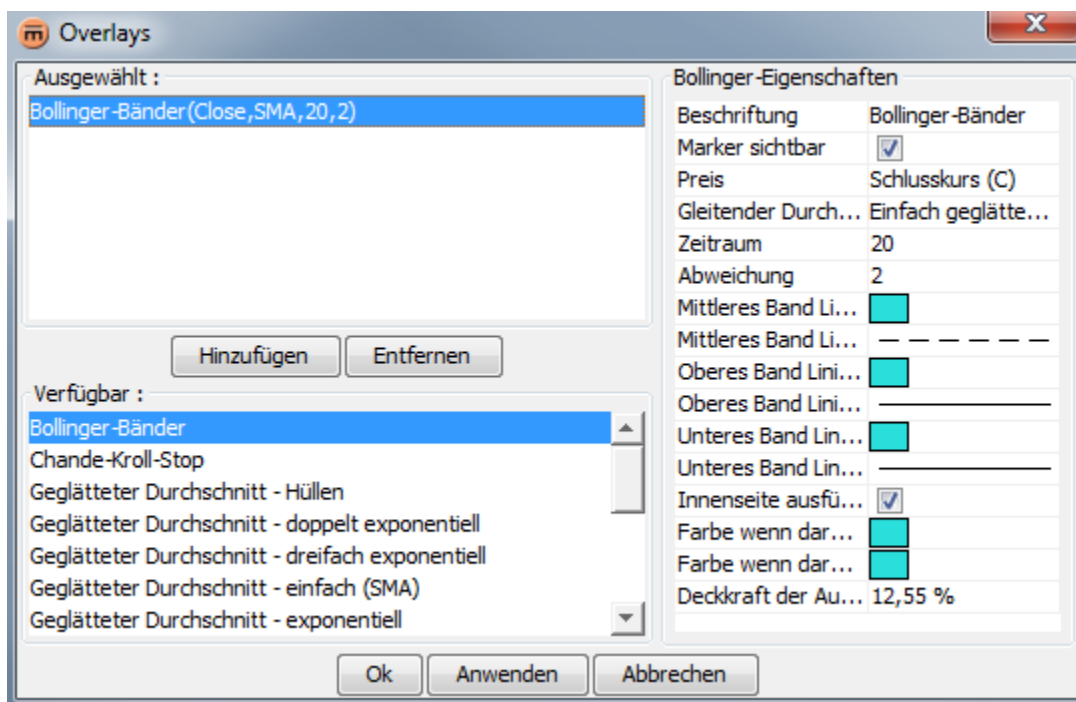 Overlays
Ausgewählt :
Bollinger-Bänder(Close,SMA,20,2)
Hinzufügen Entfernen
Verfügbar :
Bollinger-Bänder
Chande-Kroll-Stop
Geglätteter Durchschnitt - Hüllen
Geglätteter Durchschnitt - doppelt exponentiell
Geglätteter Durchschnitt - dreifach exponentiell
Geglätteter Durchschnitt - einfach (SMA)
Geglätteter Durchschnitt - exponentiell
Bollinger-Eigenschaften
Beschriftung Bollinger-Bänder
Marker sichtbar
Preis Schlusskurs (C)
Gleitender Durch... Einfach geglätte...
Zeitraum 20
Abweichung 2
Mittleres Band Li...
Mittleres Band Li...
Oberes Band Lini...
Oberes Band Lini...
Unteres Band Lin...
Unteres Band Lin...
Innenseite ausfü...
Farbe wenn dar...
Farbe wenn dar...
Deckkraft der Au... 12,55 %
Ok Anwenden Abbrechen